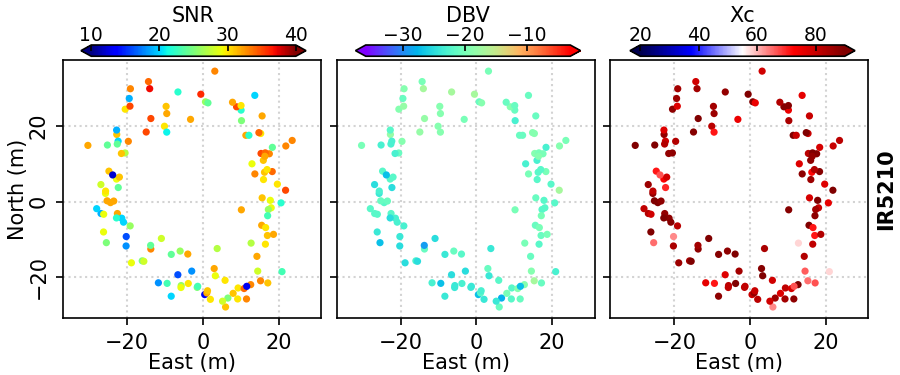 SNR DBV Xc
10 20 30 40 −30 −20 −10 20 40 60 80
North (m)
20
0
−20
IR5210
−20 0 20 −20 0 20 −20 0 20
East (m) East (m) East (m)